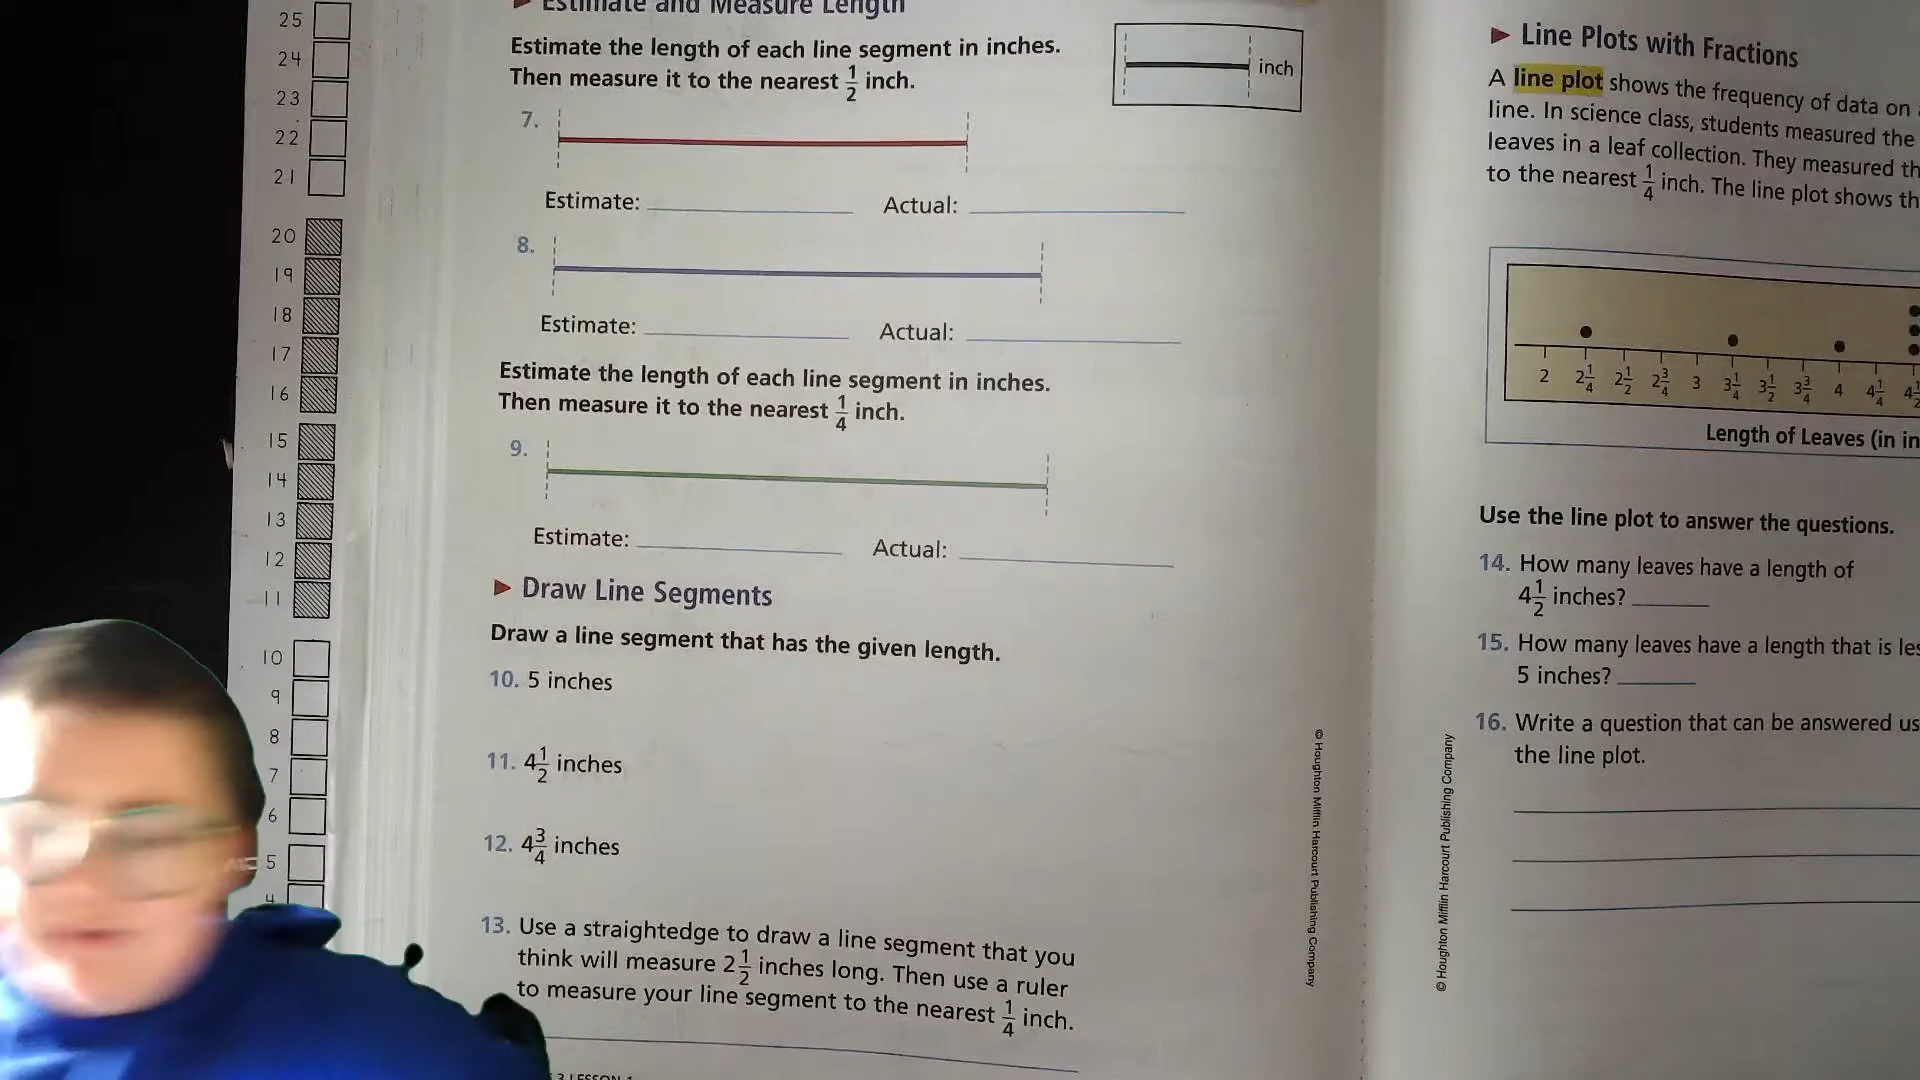 25
24
23
22
21
20
19
18
17
16
15
14
13
12
11
10
9
8
7
6
5
4
Estimate and Measure Length
Estimate the length of each line segment in inches.
Then measure it to the nearest 1/2 inch.
inch
7.
Estimate: Actual:
8.
Estimate: Actual:
Estimate the length of each line segment in inches.
Then measure it to the nearest 1/4 inch.
9.
Estimate: Actual:
Draw Line Segments
Draw a line segment that has the given length.
10. 5 inches
11. 4 1/2 inches
12. 4 3/4 inches
13. Use a straightedge to draw a line segment that you
think will measure 2 1/2 inches long. Then use a ruler
to measure your line segment to the nearest 1/4 inch.
© Houghton Mifflin Harcourt Publishing Company
Line Plots with Fractions
A line plot shows the frequency of data on
line. In science class, students measured the
leaves in a leaf collection. They measured
to the nearest 1/4 inch. The line plot shows
2 2 1/4 2 1/2 2 3/4 3 3 1/4 3 1/2 3 3/4 4 4 1/4
Length of Leaves (in
Use the line plot to answer the questions.
14. How many leaves have a length of
4 1/2 inches?
15. How many leaves have a length that is
5 inches?
16. Write a question that can be answered
the line plot.
© Houghton Mifflin Harcourt Publishing Company